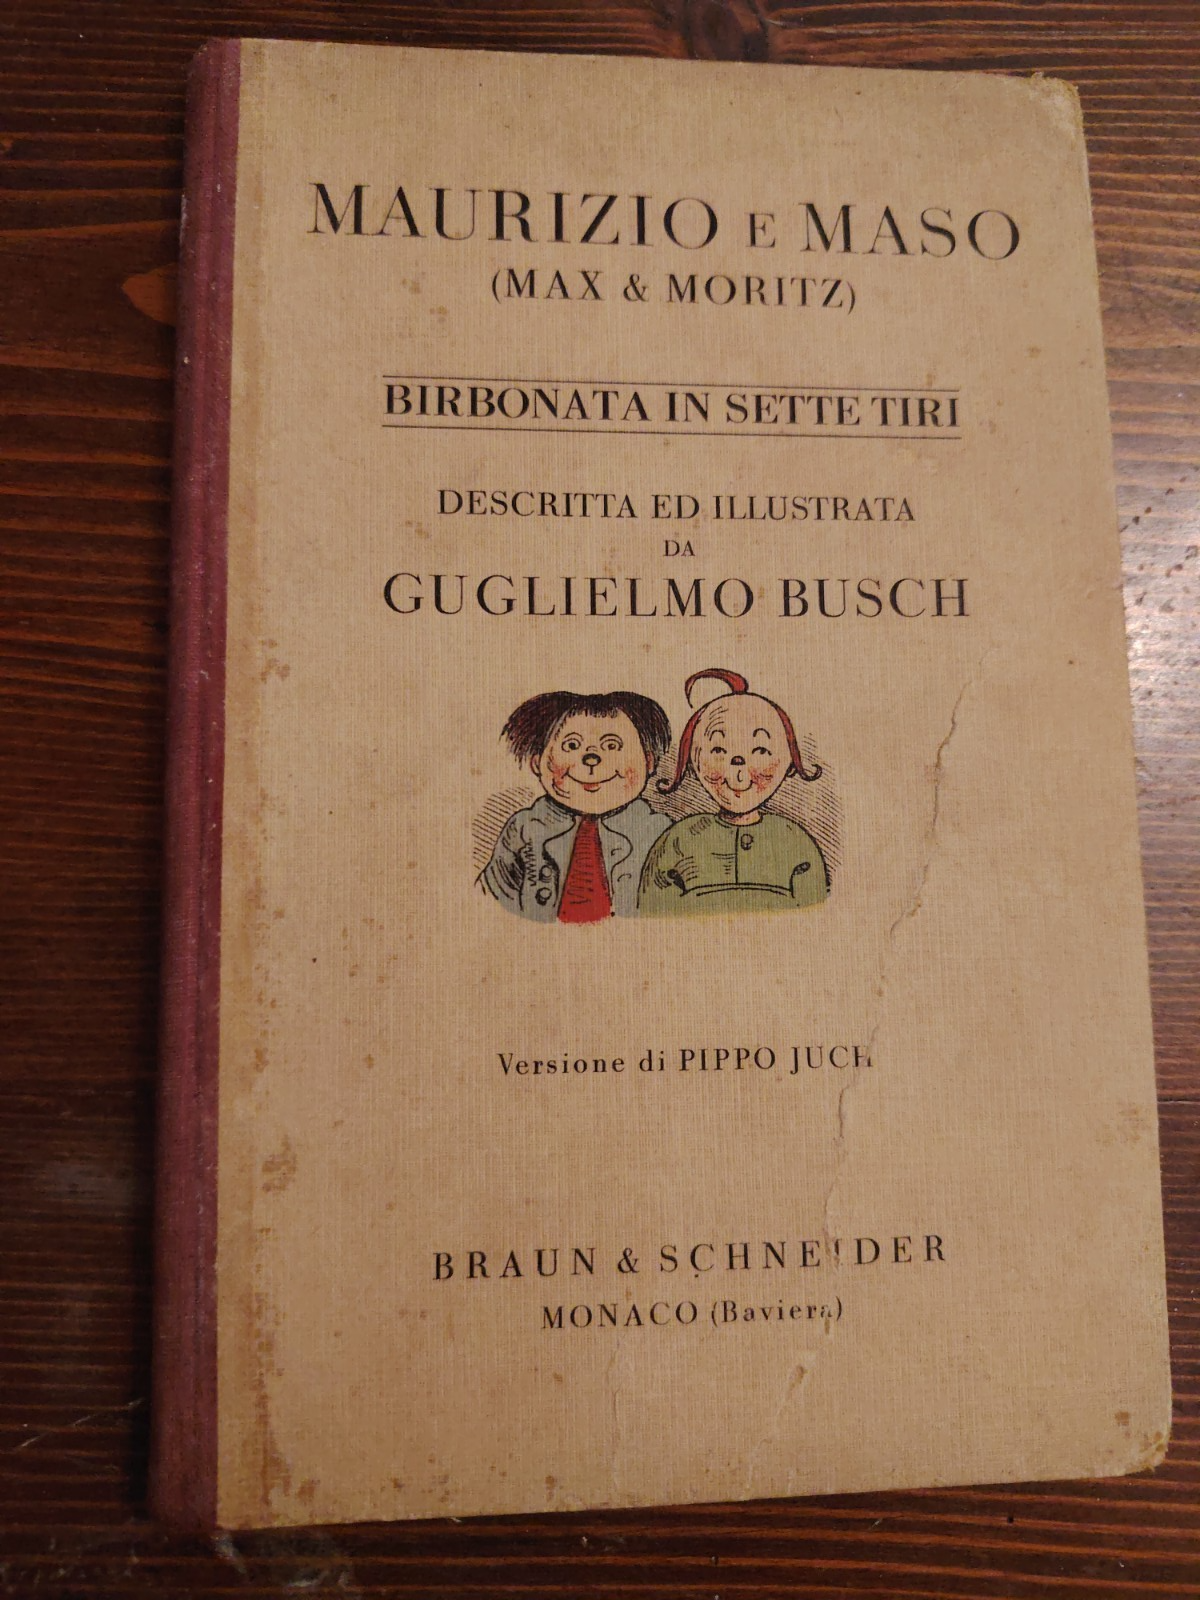 MAURIZIO E MASO
(MAX & MORITZ)
BIRBONATA IN SETTE TIRI
DESCRITTA ED ILLUSTRATA
DA
GUGLIELMO BUSCH
Versione di PIPPO JUCH
BRAUN & SCHNEIDER
MONACO (Baviera)